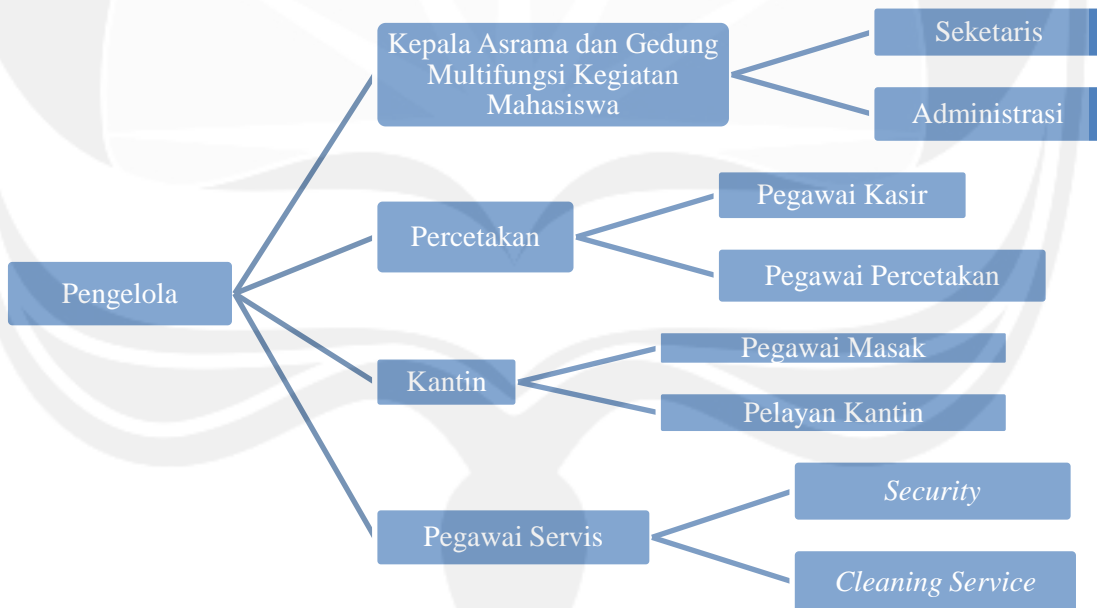 Pengelola
Kepala Asrama dan Gedung
Multifungsi Kegiatan
Mahasiswa
Seketaris
Administrasi
Percetakan
Pegawai Kasir
Pegawai Percetakan
Kantin
Pegawai Masak
Pelayan Kantin
Pegawai Servis
Security
Cleaning Service